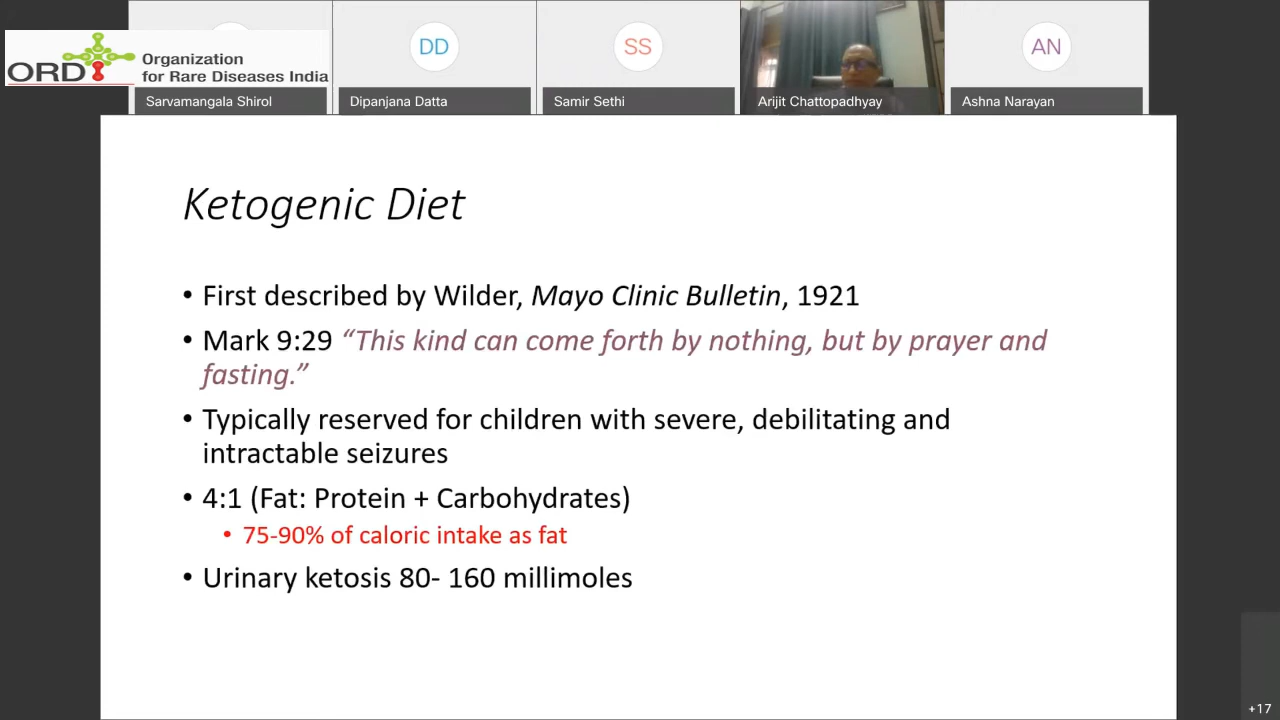 DD
SS
AN
ORD
Organization
for Rare Diseases India
Sarvamangala Shirol
Dipanjana Datta
Samir Sethi
Arijit Chattopadhyay
Ashna Narayan
Ketogenic Diet
• First described by Wilder, Mayo Clinic Bulletin, 1921
• Mark 9:29 “This kind can come forth by nothing, but by prayer and
fasting.”
• Typically reserved for children with severe, debilitating and
intractable seizures
• 4:1 (Fat: Protein + Carbohydrates)
• 75-90% of caloric intake as fat
• Urinary ketosis 80- 160 millimoles
+17